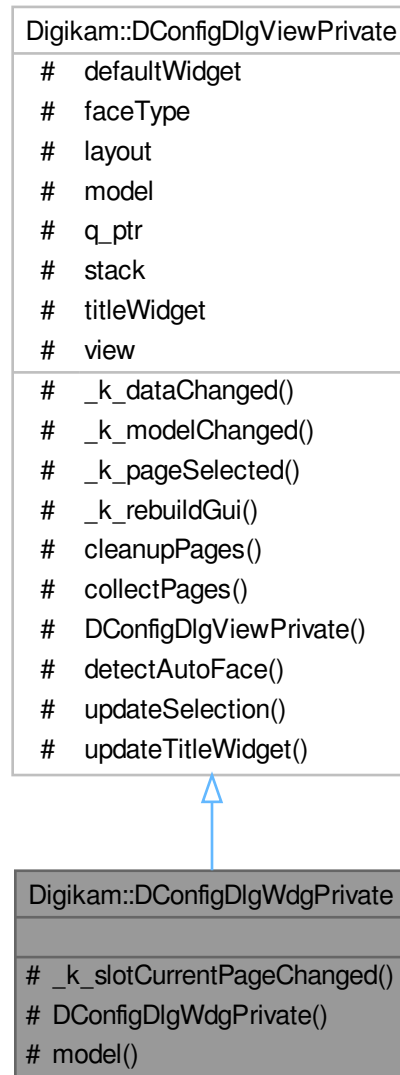 Digikam::DConfigDlgViewPrivate
# defaultWidget
# faceType
# layout
# model
# q_ptr
# stack
# titleWidget
# view
# _k_dataChanged()
# _k_modelChanged()
# _k_pageSelected()
# _k_rebuildGui()
# cleanupPages()
# collectPages()
# DConfigDlgViewPrivate()
# detectAutoFace()
# updateSelection()
# updateTitleWidget()
Digikam::DConfigDlgWdgPrivate
# _k_slotCurrentPageChanged()
# DConfigDlgWdgPrivate()
# model()